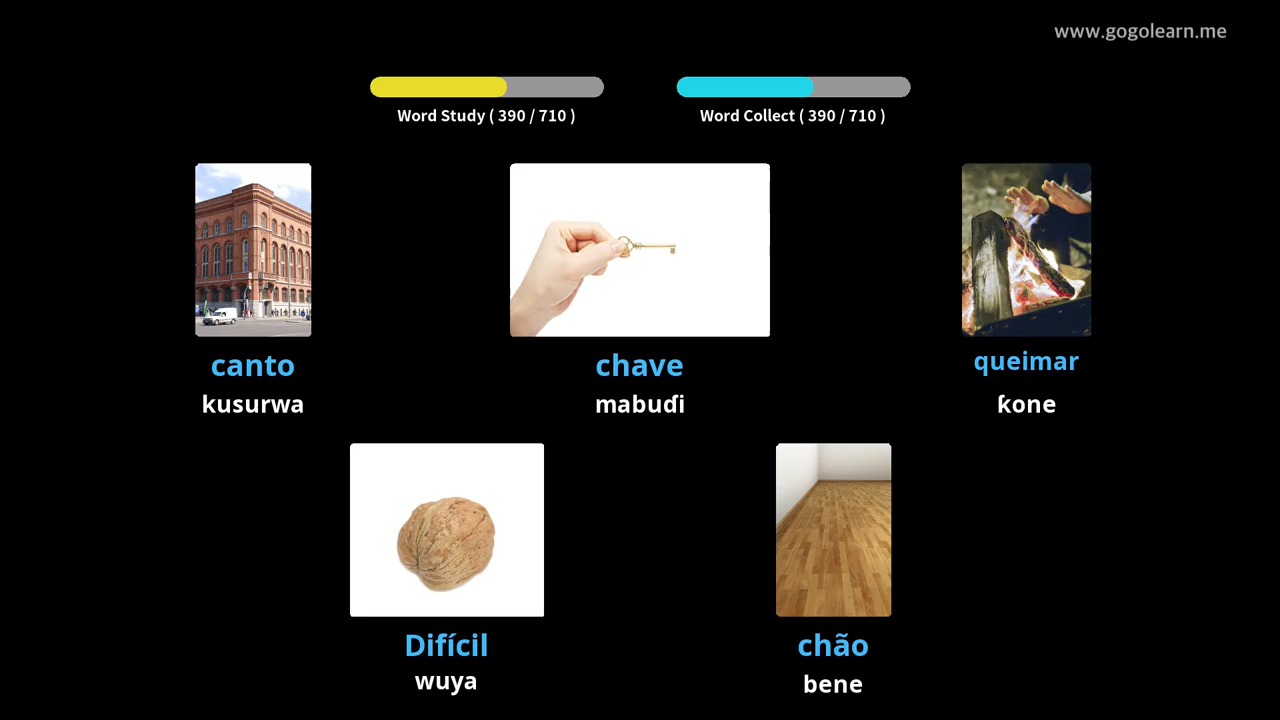 www.gogolearn.me
Word Study ( 390 / 710 )
Word Collect ( 390 / 710 )
canto
kusurwa
chave
mabuɗi
queimar
ƙone
Difícil
wuya
chão
bene